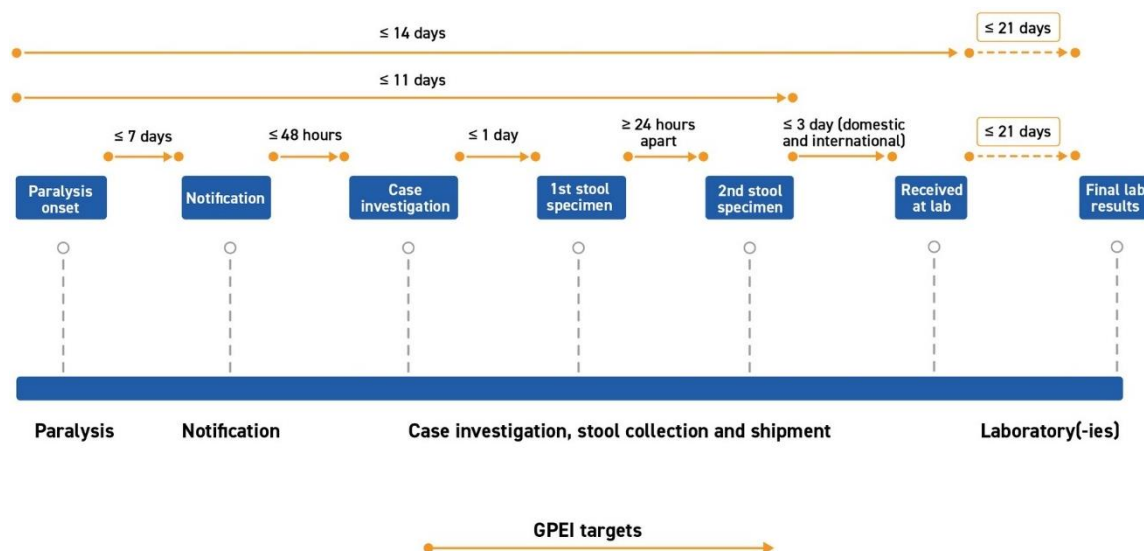 ≤ 14 days
≤ 21 days
≤ 11 days
≤ 7 days
≤ 48 hours
≤ 1 day
≥ 24 hours
apart
≤ 3 day (domestic
and international)
≤ 21 days
Paralysis
onset
Notification
Case
investigation
1st stool
specimen
2nd stool
specimen
Received
at lab
Final lab
results
Paralysis
Notification
Case investigation, stool collection and shipment
Laboratory(-ies)
GPEI targets